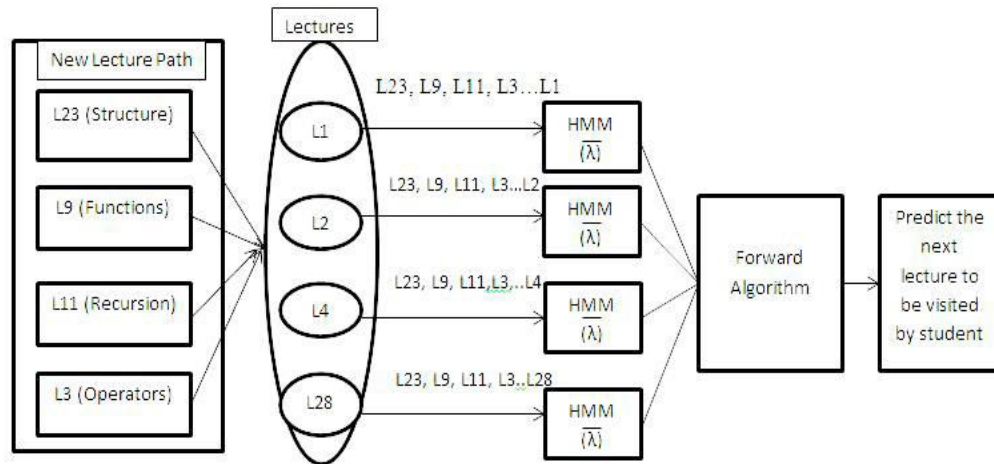 Lectures
New Lecture Path
L23 (Structure)
L9 (Functions)
L11 (Recursion)
L3 (Operators)
L1
L2
L4
L28
L23, L9, L11, L3...L1
L23, L9, L11, L3...L2
L23, L9, L11,L3,..L4
L23, L9, L11, L3..L28
HMM
(λ̅)
HMM
(λ̅)
HMM
(λ̅)
HMM
(λ̅)
Forward
Algorithm
Predict the
next
lecture to
be visited
by student